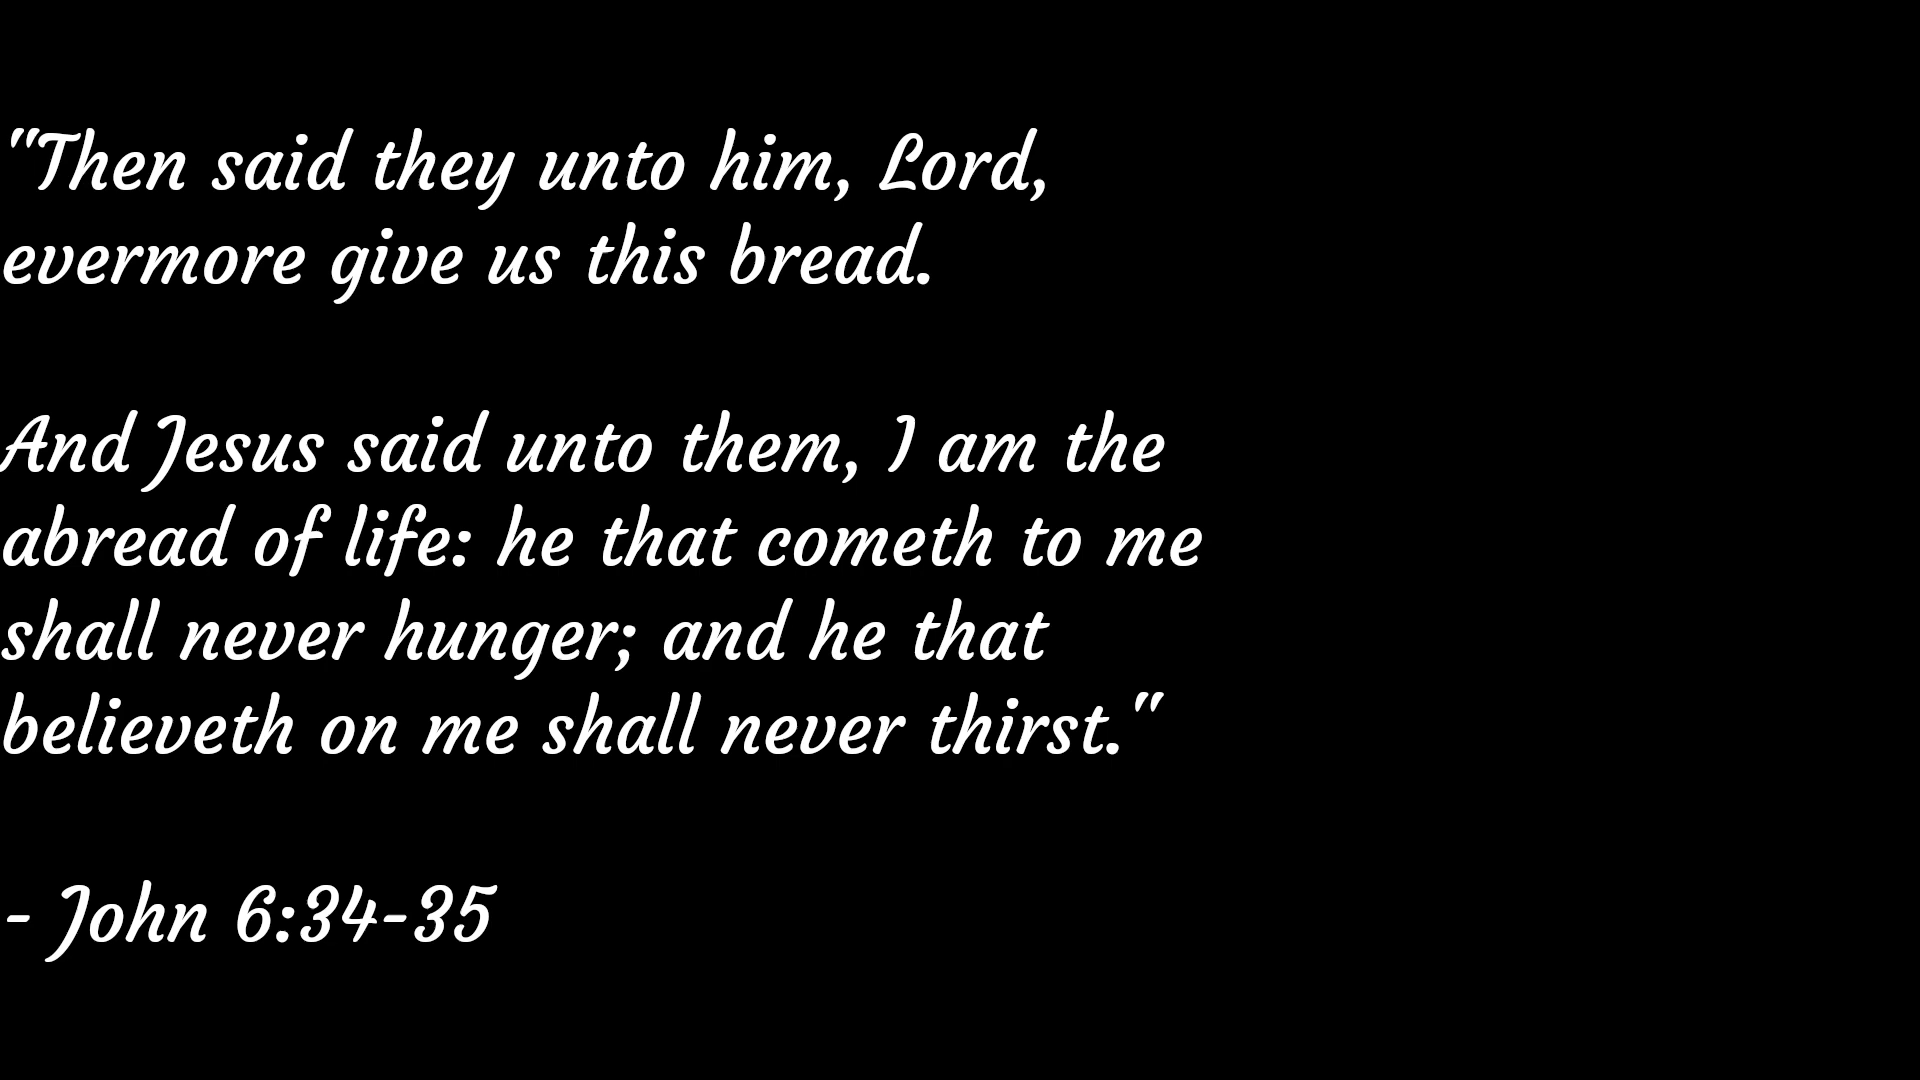 "Then said they unto him, Lord,
evermore give us this bread.
And Jesus said unto them, I am the
abread of life: he that cometh to me
shall never hunger; and he that
believeth on me shall never thirst."
- John 6:34-35